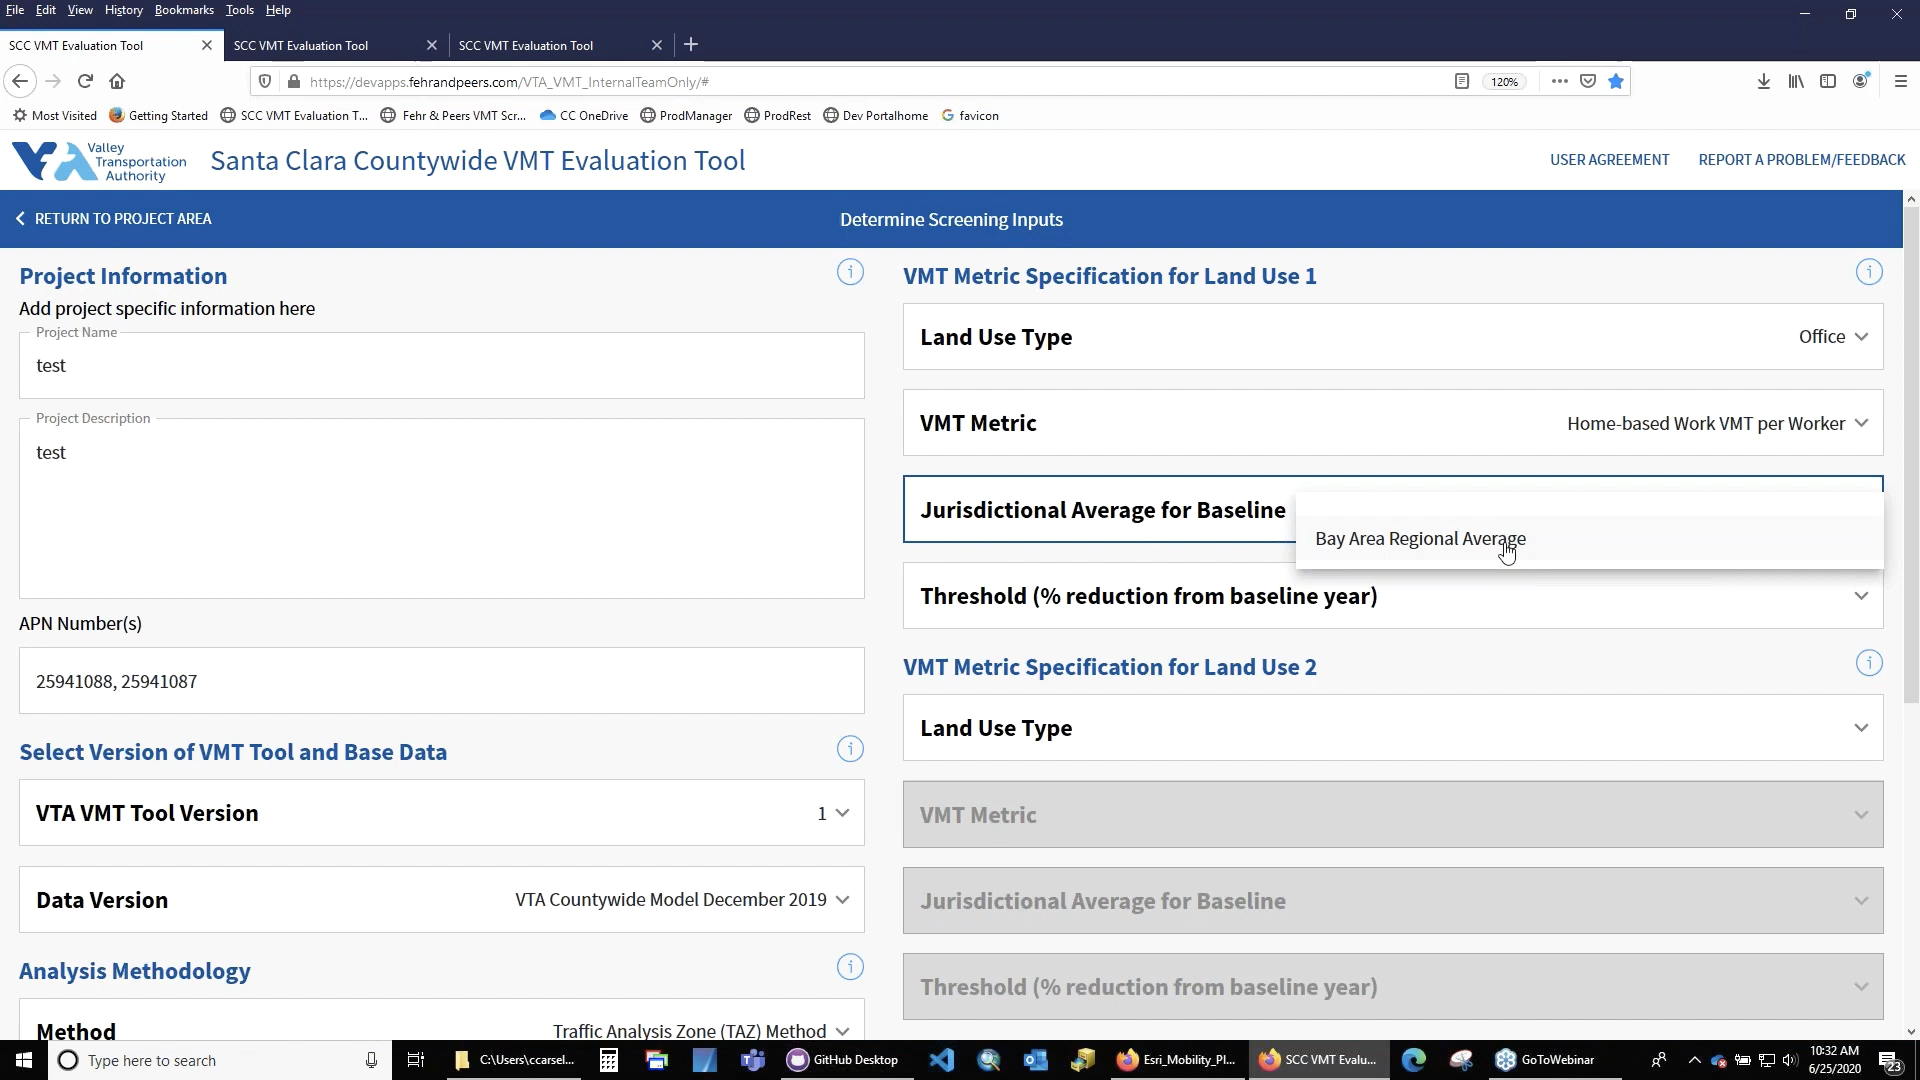 File Edit View History Bookmarks Tools Help
SCC VMT Evaluation Tool SCC VMT Evaluation Tool SCC VMT Evaluation Tool
https://devapps.fehrandpeers.com/VTA_VMT_InternalTeamOnly/# 120%
Most Visited Getting Started SCC VMT Evaluation T... Fehr & Peers VMT Scr... CC OneDrive ProdManager ProdRest Dev Portalhome favicon
Valley Transportation Authority
Santa Clara Countywide VMT Evaluation Tool
USER AGREEMENT REPORT A PROBLEM/FEEDBACK
RETURN TO PROJECT AREA Determine Screening Inputs
Project Information
Add project specific information here
Project Name
test
Project Description
test
APN Number(s)
25941088, 25941087
Select Version of VMT Tool and Base Data
VTA VMT Tool Version 1
Data Version VTA Countywide Model December 2019
Analysis Methodology
Method Traffic Analysis Zone (TAZ) Method
VMT Metric Specification for Land Use 1
Land Use Type Office
VMT Metric Home-based Work VMT per Worker
Jurisdictional Average for Baseline
Bay Area Regional Average
Threshold (% reduction from baseline year)
VMT Metric Specification for Land Use 2
Land Use Type
VMT Metric
Jurisdictional Average for Baseline
Threshold (% reduction from baseline year)
Type here to search C:\Users\ccarsel... GitHub Desktop Esri_Mobility_Pl... SCC VMT Evalu... GoToWebinar 10:32 AM
6/25/2020 23